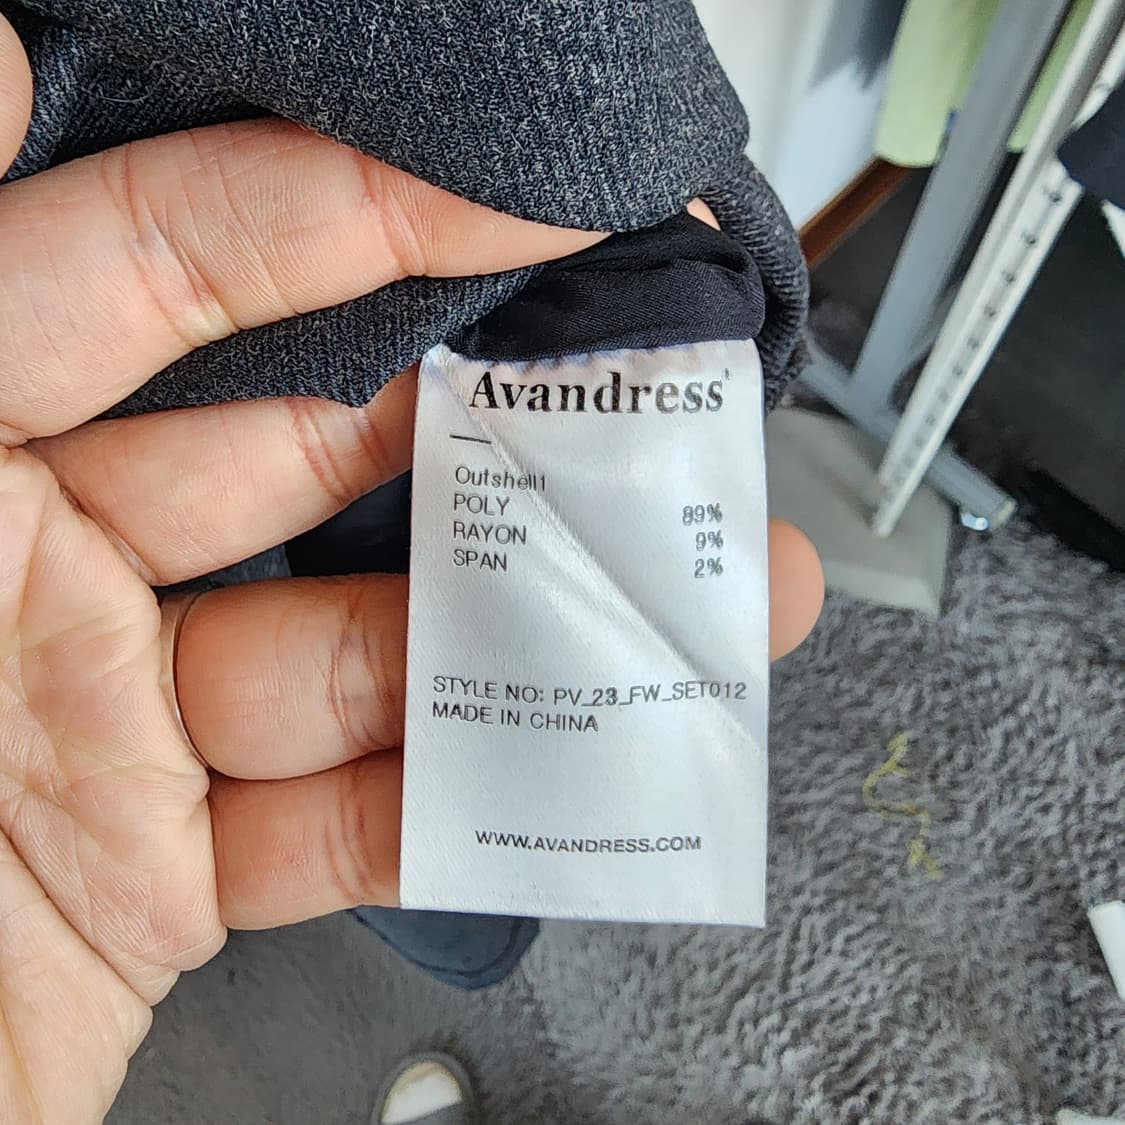 Avandress
Outshell1
POLY 89%
RAYON 9%
SPAN 2%
STYLE NO: PV_23_FW_SET012
MADE IN CHINA
WWW.AVANDRESS.COM